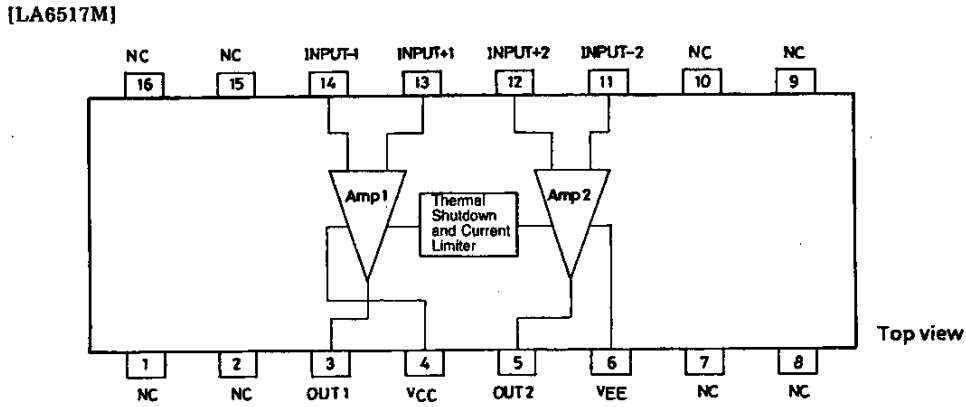 [LA6517M]
NC NC INPUT-1 INPUT+1 INPUT+2 INPUT-2 NC NC
16 15 14 13 12 11 10 9
Amp1
Thermal
Shutdown
and Current
Limiter
Amp2
Top view
1 2 3 4 5 6 7 8
NC NC OUT1 VCC OUT2 VEE NC NC